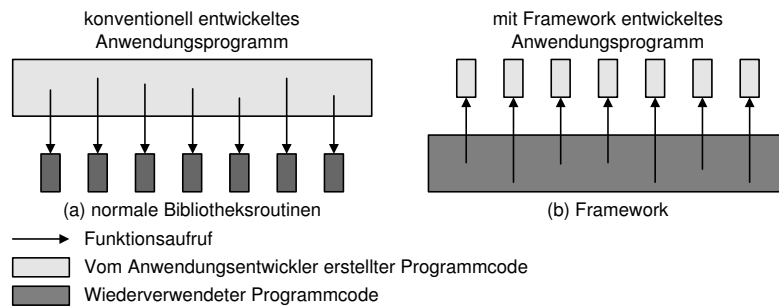 konventionell entwickeltes
Anwendungsprogramm
mit Framework entwickeltes
Anwendungsprogramm
(a) normale Bibliotheksroutinen
(b) Framework
Funktionsaufruf
Vom Anwendungsentwickler erstellter Programmcode
Wiederverwendeter Programmcode